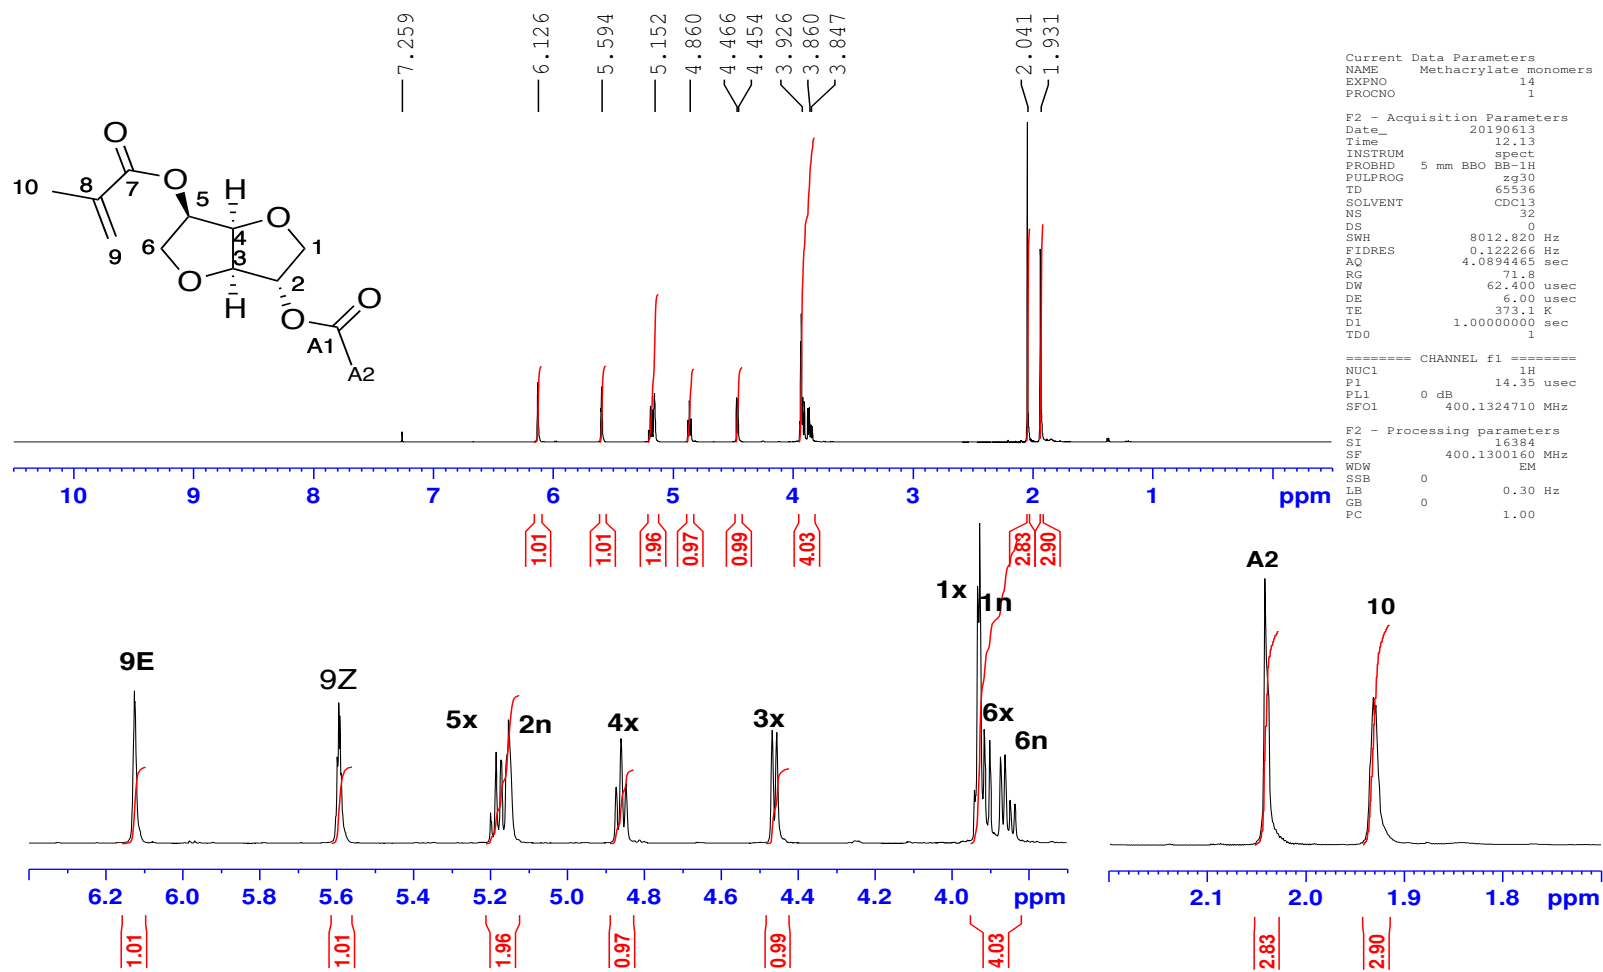 7.259
6.126
5.594
5.152
4.860
4.466
4.454
3.926
3.860
3.847
2.041
1.931
Current Data Parameters
NAME Methacrylate monomers
EXPNO 14
PROCNO 1
F2 - Acquisition Parameters
Date_ 20190613
Time 12.13
INSTRUM spect
PROBHD 5 mm BBO BB-1H
PULPROG zg30
TD 65536
SOLVENT CDCl3
NS 32
DS 0
SWH 8012.820 Hz
FIDRES 0.122266 Hz
AQ 4.0894465 sec
RG 71.8
DW 62.400 usec
DE 6.00 usec
TE 373.1 K
D1 1.00000000 sec
TD0 1
======== CHANNEL f1 ========
NUC1 1H
P1 14.35 usec
PL1 0 dB
SFO1 400.1324710 MHz
F2 - Processing parameters
SI 16384
SF 400.1300160 MHz
WDW EM
SSB 0
LB 0.30 Hz
GB 0
PC 1.00
O
10 8 7 O H
5 O
9 6 4 1
3
O 2
H O O
A1
A2
10 9 8 7 6 5 4 3 2 1 ppm
1.01 1.01 1.96 0.97 0.99 4.03 2.83 2.90
9E 9Z 5x 2n 4x 3x 1x 1n 6x 6n A2 10
6.2 6.0 5.8 5.6 5.4 5.2 5.0 4.8 4.6 4.4 4.2 4.0 ppm
2.1 2.0 1.9 1.8 ppm
1.01 1.01 1.96 0.97 0.99 4.03 2.83 2.90